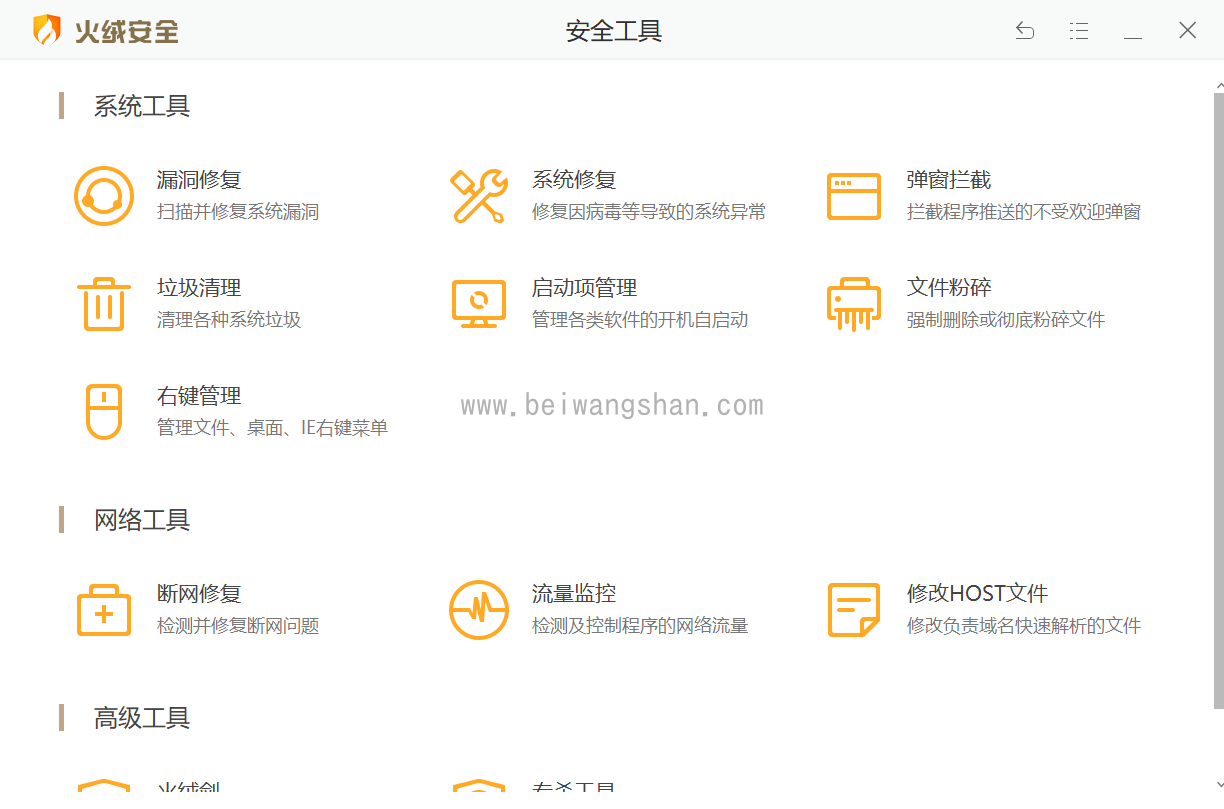 火绒安全
安全工具
系统工具
漏洞修复
扫描并修复系统漏洞
系统修复
修复因病毒等导致的系统异常
弹窗拦截
拦截程序推送的不受欢迎弹窗
垃圾清理
清理各种系统垃圾
启动项管理
管理各类软件的开机自启动
文件粉碎
强制删除或彻底粉碎文件
右键管理
管理文件、桌面、IE右键菜单
www.beiwangshan.com
网络工具
断网修复
检测并修复断网问题
流量监控
检测及控制程序的网络流量
修改HOST文件
修改负责域名快速解析的文件
高级工具
火绒剑
专杀工具